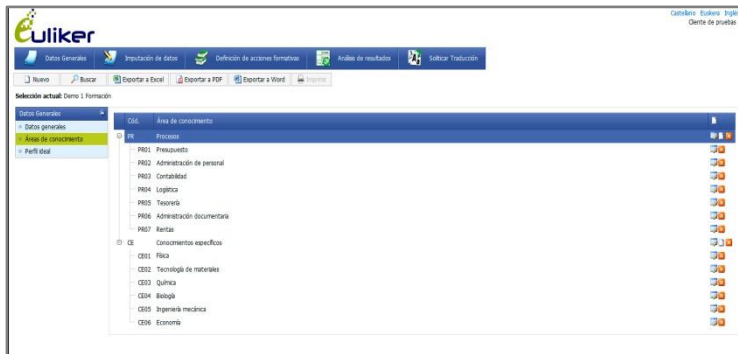 Castellano Euskera Inglés
Cliente de pruebas
euliker
Datos Generales Imputación de datos Definición de acciones formativas Análisis de resultados Solicitar Traducción
Nuevo Buscar Exportar a Excel Exportar a PDF Exportar a Word Imprimir
Selección actual: Demo 1 Formación
Datos Generales
Datos generales
Áreas de conocimiento
Perfil ideal
Cód. Área de conocimiento
PR Procesos
PR01 Presupuesto
PR02 Administración de personal
PR03 Contabilidad
PR04 Logística
PR05 Tesorería
PR06 Administración documentaria
PR07 Rentas
CE Conocimientos específicos
CE01 Física
CE02 Tecnología de materiales
CE03 Química
CE04 Biología
CE05 Ingeniería mecánica
CE06 Economía